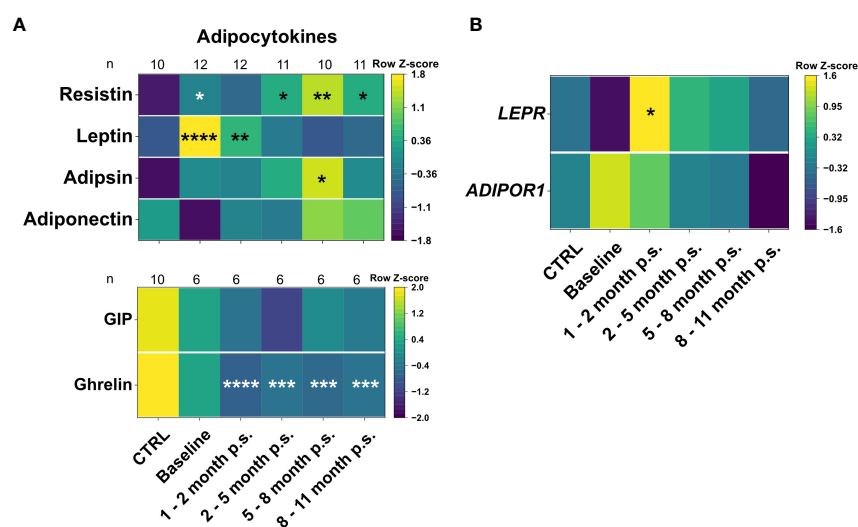 A
Adipocytokines
n 10 12 12 11 10 11 Row Z-score
Resistin * * ** *
Leptin **** **
Adipsin *
Adiponectin
1.8
1.1
0.36
−0.36
−1.1
−1.8
n 10 6 6 6 6 6 Row Z-score
GIP
Ghrelin **** *** *** ***
2.0
1.2
0.4
−0.4
−1.2
−2.0
CTRL
Baseline
1 - 2 month p.s.
2 - 5 month p.s.
5 - 8 month p.s.
8 - 11 month p.s.
B
Row Z-score
LEPR *
ADIPOR1
1.6
0.95
0.32
−0.32
−0.95
−1.6
CTRL
Baseline
1 - 2 month p.s.
2 - 5 month p.s.
5 - 8 month p.s.
8 - 11 month p.s.